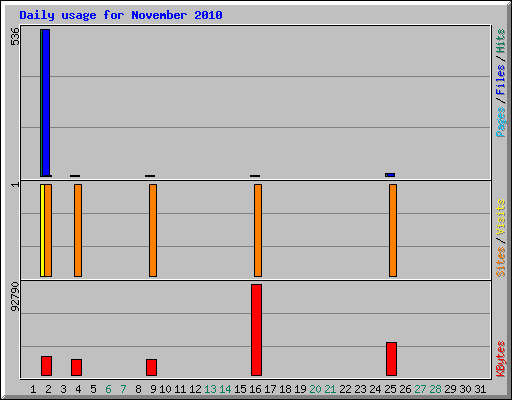 Daily usage for November 2010
536
Pages / Files / Hits
1
Sites / Visits
92790
KBytes
1 2 3 4 5 6 7 8 9 10 11 12 13 14 15 16 17 18 19 20 21 22 23 24 25 26 27 28 29 30 31